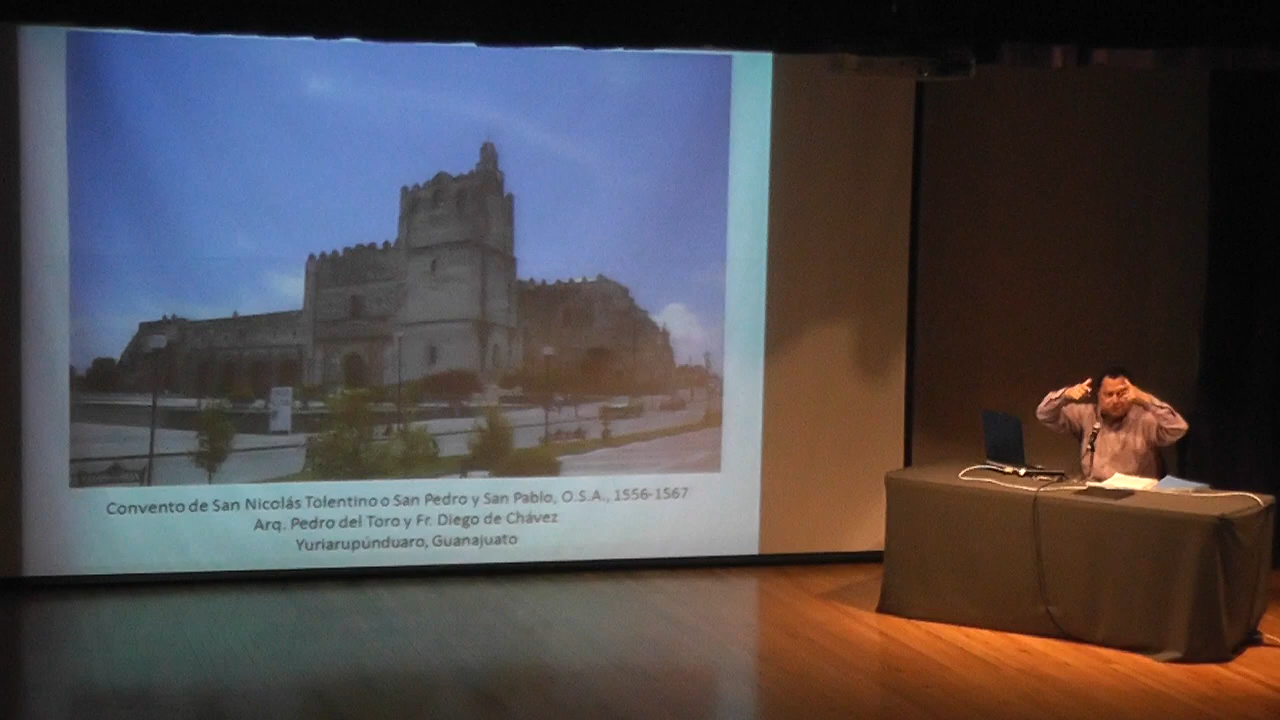 Convento de San Nicolás Tolentino o San Pedro y San Pablo, O.S.A., 1556-1567
Arq. Pedro del Toro y Fr. Diego de Chávez
Yuriarupúnduaro, Guanajuato